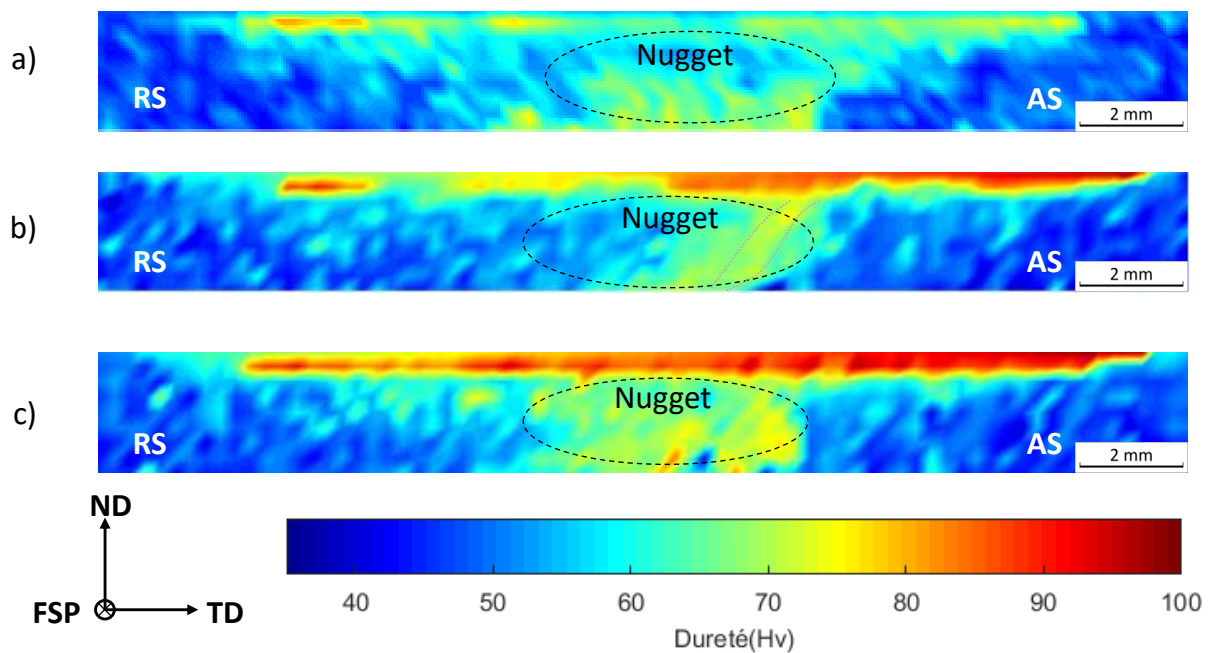 a)
Nugget
RS
AS
2 mm
b)
Nugget
RS
AS
2 mm
c)
Nugget
RS
AS
2 mm
ND
FSP
TD
40 50 60 70 80 90 100
Dureté(Hv)